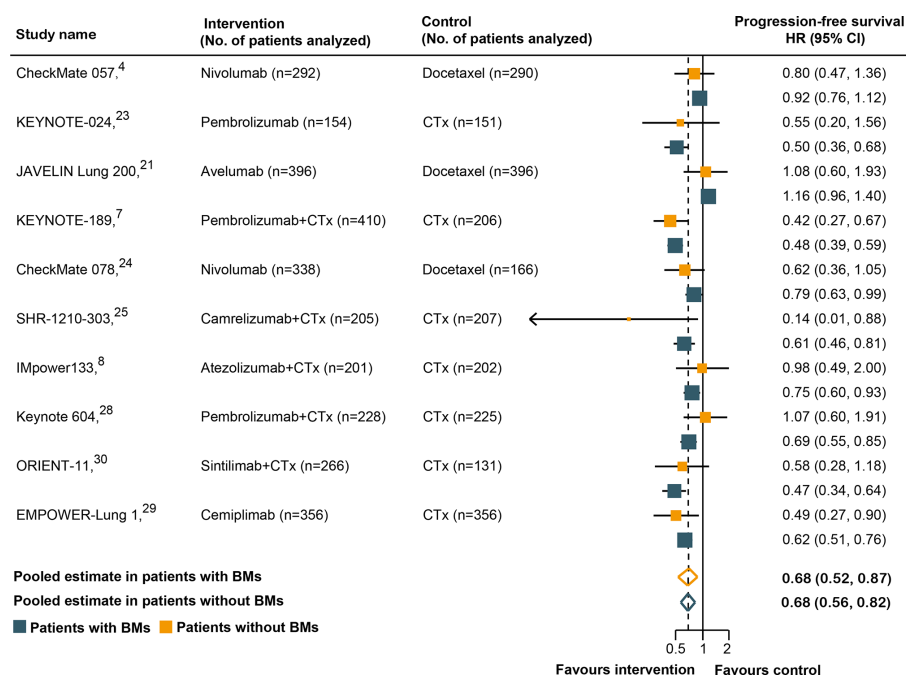 Study name Intervention (No. of patients analyzed) Control (No. of patients analyzed) Progression-free survival HR (95% CI)
CheckMate 057,4 Nivolumab (n=292) Docetaxel (n=290) 0.80 (0.47, 1.36)
0.92 (0.76, 1.12)
KEYNOTE-024,23 Pembrolizumab (n=154) CTx (n=151) 0.55 (0.20, 1.56)
0.50 (0.36, 0.68)
JAVELIN Lung 200,21 Avelumab (n=396) Docetaxel (n=396) 1.08 (0.60, 1.93)
1.16 (0.96, 1.40)
KEYNOTE-189,7 Pembrolizumab+CTx (n=410) CTx (n=206) 0.42 (0.27, 0.67)
0.48 (0.39, 0.59)
CheckMate 078,24 Nivolumab (n=338) Docetaxel (n=166) 0.62 (0.36, 1.05)
0.79 (0.63, 0.99)
SHR-1210-303,25 Camrelizumab+CTx (n=205) CTx (n=207) 0.14 (0.01, 0.88)
0.61 (0.46, 0.81)
IMpower133,8 Atezolizumab+CTx (n=201) CTx (n=202) 0.98 (0.49, 2.00)
0.75 (0.60, 0.93)
Keynote 604,28 Pembrolizumab+CTx (n=228) CTx (n=225) 1.07 (0.60, 1.91)
0.69 (0.55, 0.85)
ORIENT-11,30 Sintilimab+CTx (n=266) CTx (n=131) 0.58 (0.28, 1.18)
0.47 (0.34, 0.64)
EMPOWER-Lung 1,29 Cemiplimab (n=356) CTx (n=356) 0.49 (0.27, 0.90)
0.62 (0.51, 0.76)
Pooled estimate in patients with BMs 0.68 (0.52, 0.87)
Pooled estimate in patients without BMs 0.68 (0.56, 0.82)
Patients with BMs Patients without BMs
0.5 1 2
Favours intervention Favours control